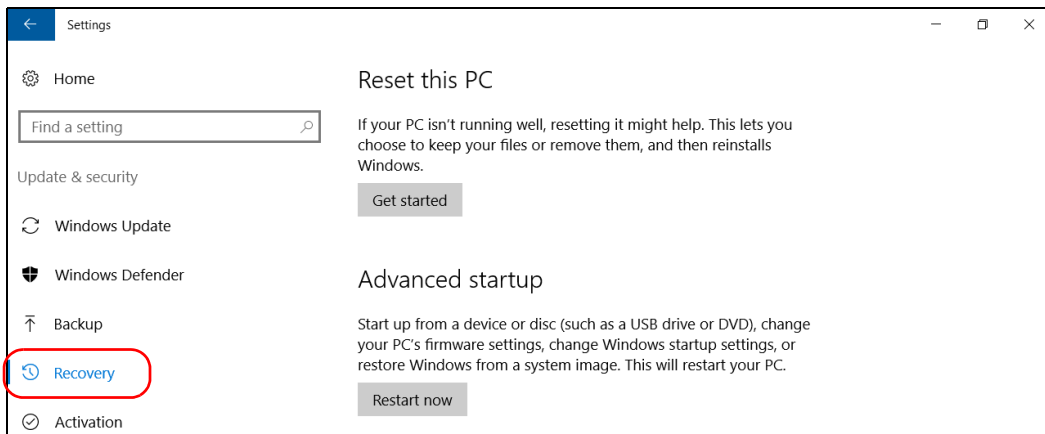 Settings
Home
Find a setting
Update & security
Windows Update
Windows Defender
Backup
Recovery
Activation
Reset this PC
If your PC isn't running well, resetting it might help. This lets you
choose to keep your files or remove them, and then reinstalls
Windows.
Get started
Advanced startup
Start up from a device or disc (such as a USB drive or DVD), change
your PC's firmware settings, change Windows startup settings, or
restore Windows from a system image. This will restart your PC.
Restart now